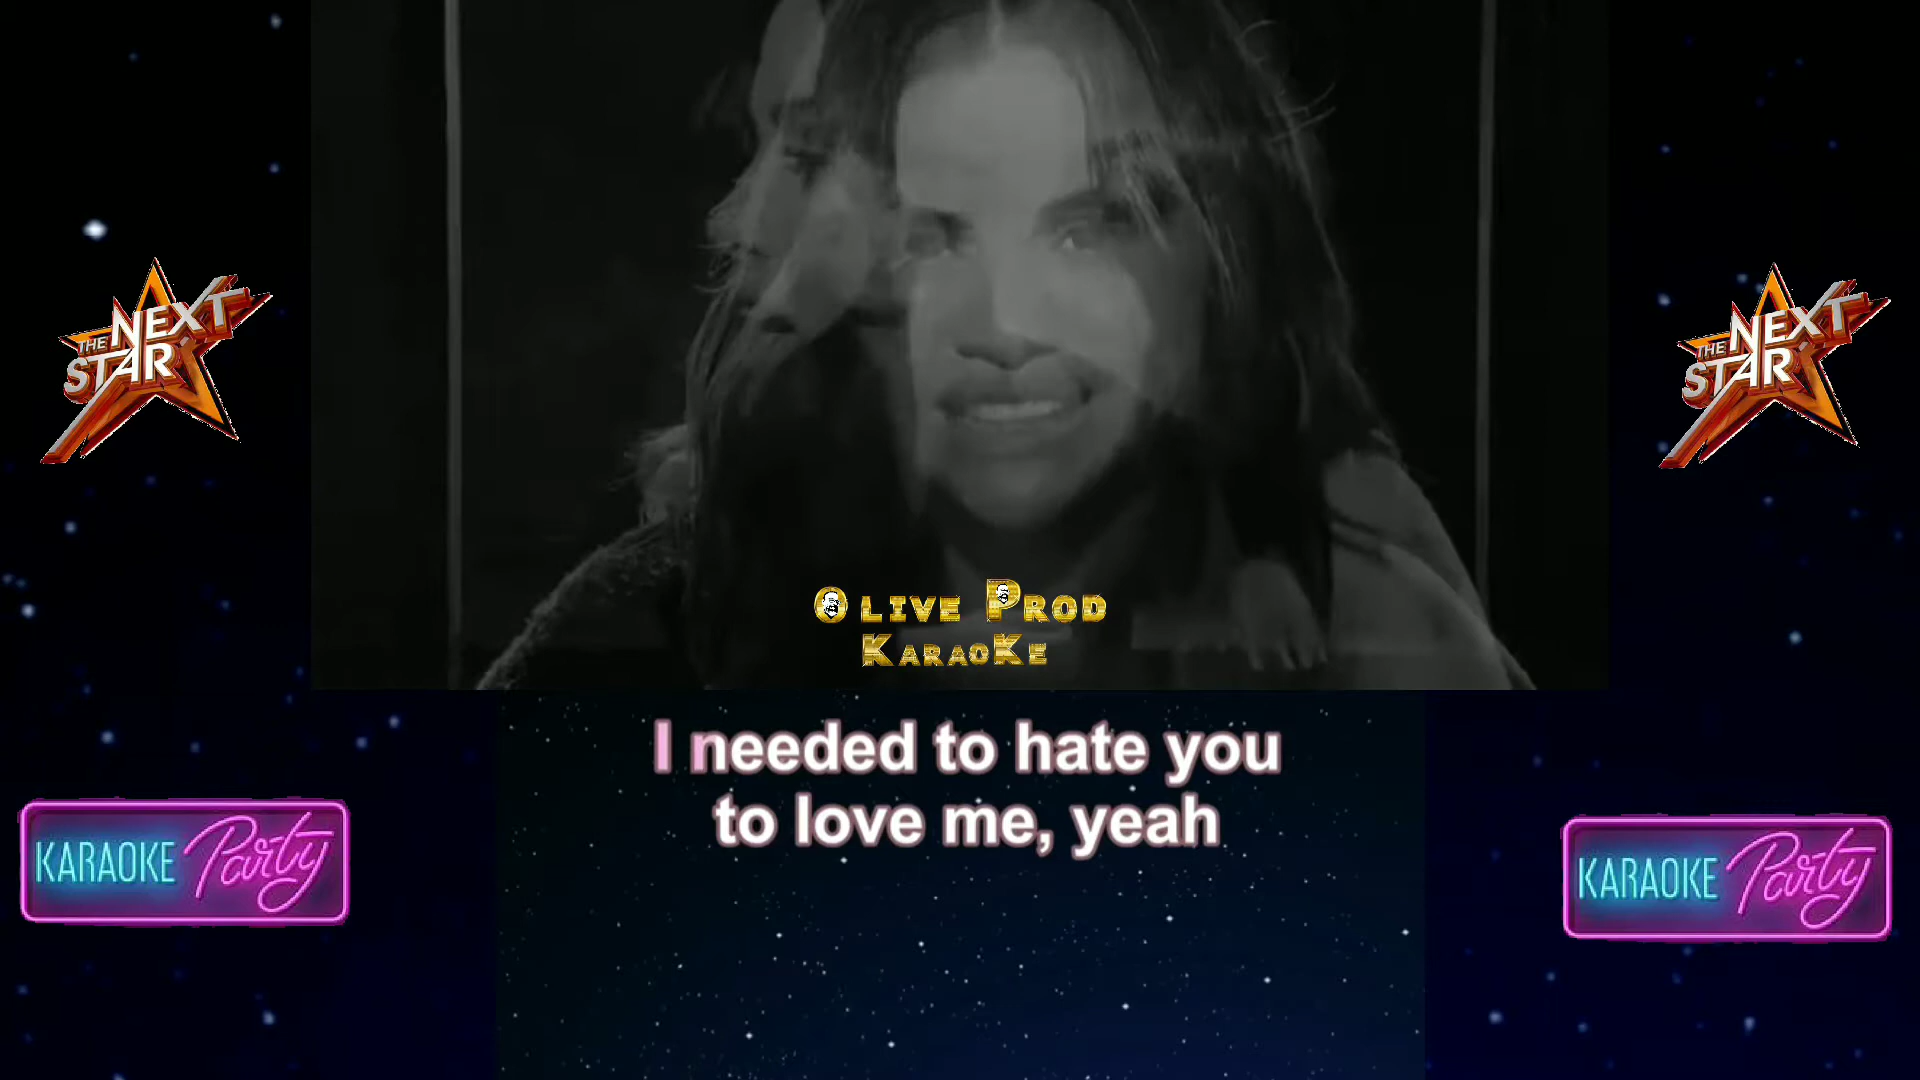 THE NEXT
STAR
THE NEXT
STAR
Olive Prod
KaraoKe
I needed to hate you
to love me, yeah
KARAOKE Party
KARAOKE Party